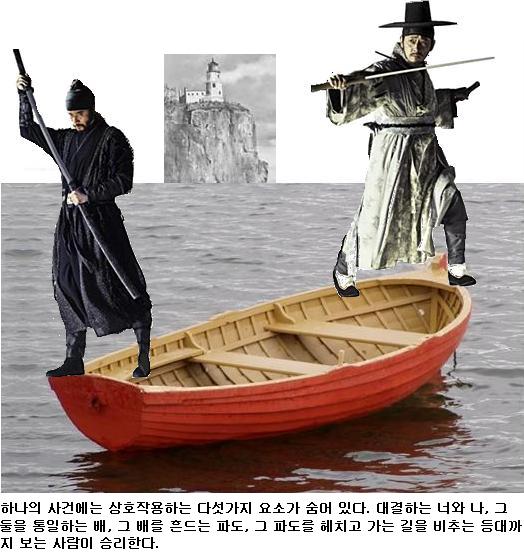 하나의 사건에는 상호작용하는 다섯가지 요소가 숨어 있다. 대결하는 너와 나, 그
둘을 통일하는 배, 그 배를 흔드는 파도, 그 파도를 헤치고 가는 길을 비추는 등대까
지 보는 사람이 승리한다.